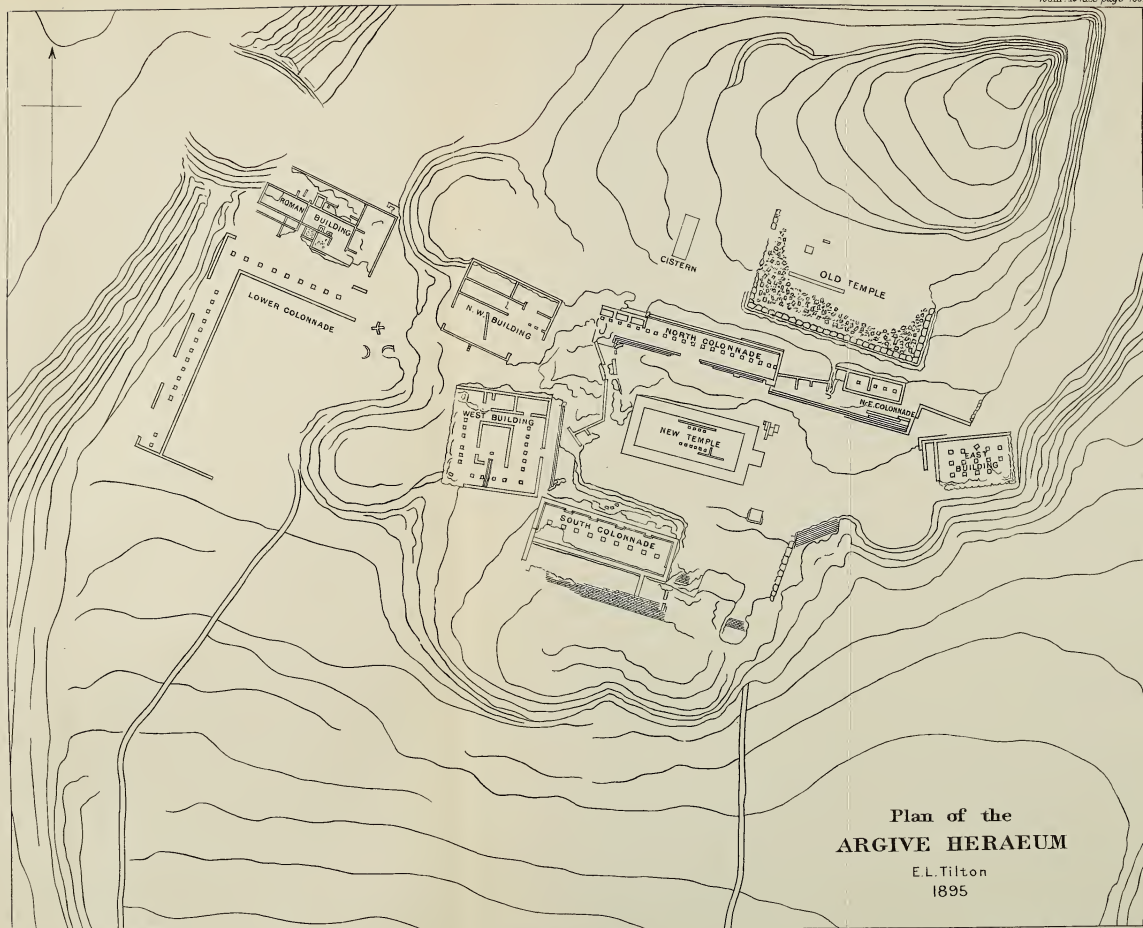 ROMAN
BUILDING
LOWER COLONNADE
CISTERN
OLD TEMPLE
N.W. BUILDING
NORTH COLONNADE
N.E. COLONNADE
WEST BUILDING
NEW TEMPLE
EAST
BUILDING
SOUTH COLONNADE
Plan of the
ARGIVE HERAEUM
E.L. Tilton
1895